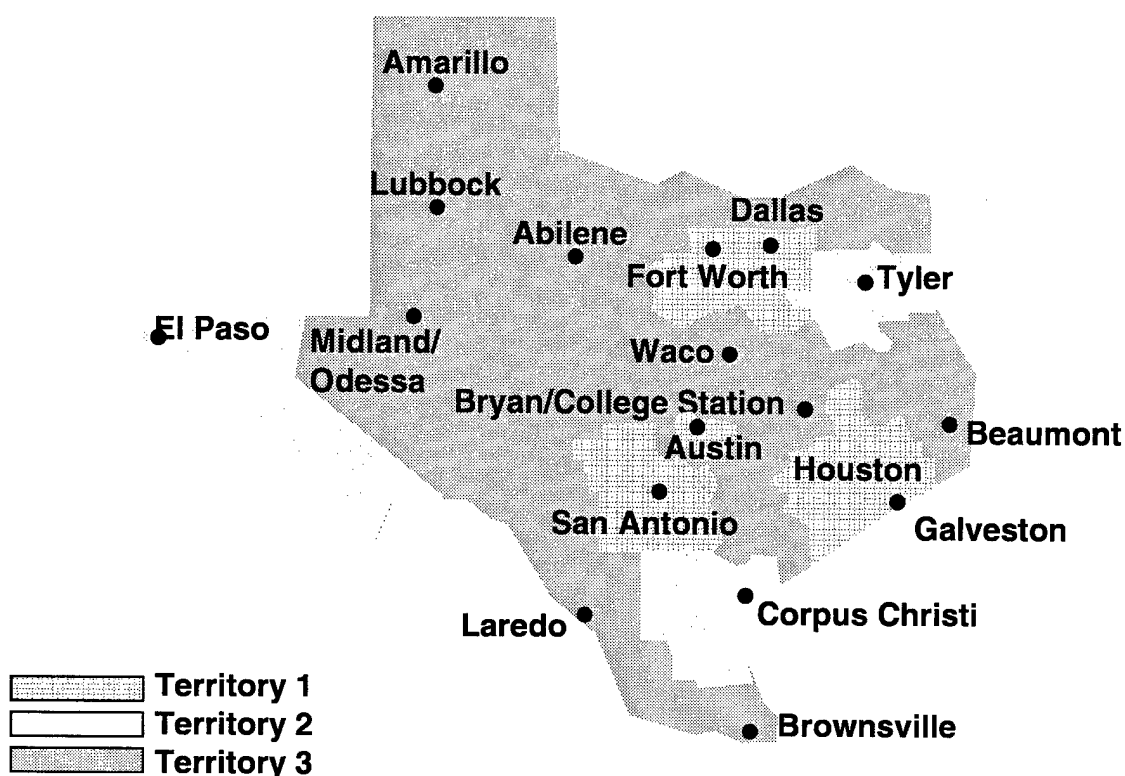 Amarillo
Lubbock
Dallas
Abilene
Fort Worth
Tyler
El Paso
Midland/
Odessa
Waco
Bryan/College Station
Austin
Beaumont
Houston
San Antonio
Galveston
Corpus Christi
Laredo
Territory 1
Territory 2
Brownsville
Territory 3